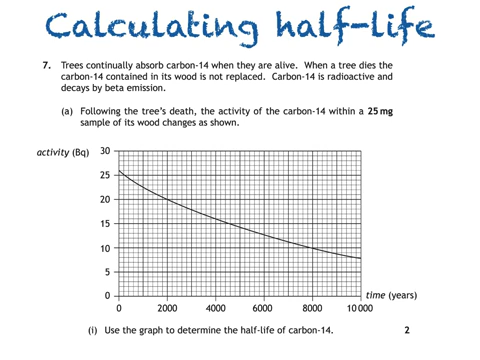 Calculating half-life
7. Trees continually absorb carbon-14 when they are alive. When a tree dies the
carbon-14 contained in its wood is not replaced. Carbon-14 is radioactive and
decays by beta emission.
(a) Following the tree’s death, the activity of the carbon-14 within a 25 mg
sample of its wood changes as shown.
activity (Bq)
30
25
20
15
10
5
0
0 2000 4000 6000 8000 10 000
time (years)
(i) Use the graph to determine the half-life of carbon-14. 2